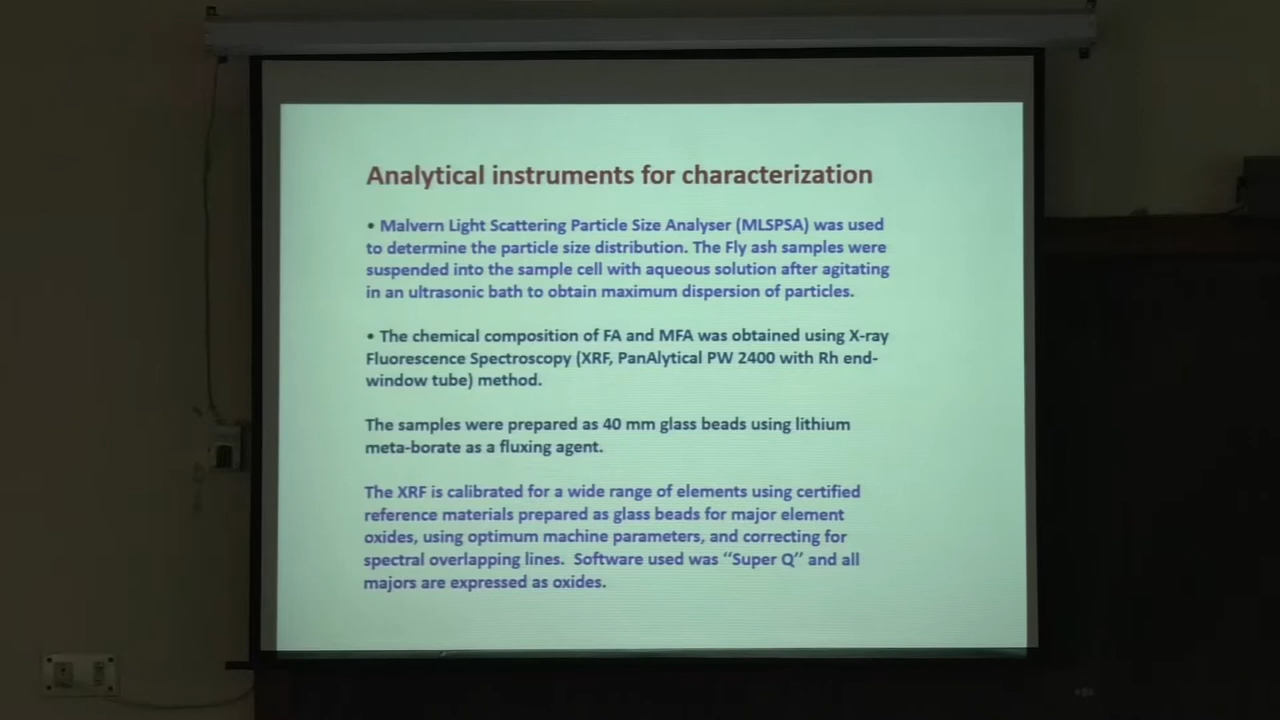 Analytical instruments for characterization
• Malvern Light Scattering Particle Size Analyser (MLSPSA) was used
to determine the particle size distribution. The Fly ash samples were
suspended into the sample cell with aqueous solution after agitating
in an ultrasonic bath to obtain maximum dispersion of particles.
• The chemical composition of FA and MFA was obtained using X-ray
Fluorescence Spectroscopy (XRF, PanAlytical PW 2400 with Rh end-
window tube) method.
The samples were prepared as 40 mm glass beads using lithium
meta-borate as a fluxing agent.
The XRF is calibrated for a wide range of elements using certified
reference materials prepared as glass beads for major element
oxides, using optimum machine parameters, and correcting for
spectral overlapping lines. Software used was “Super Q” and all
majors are expressed as oxides.